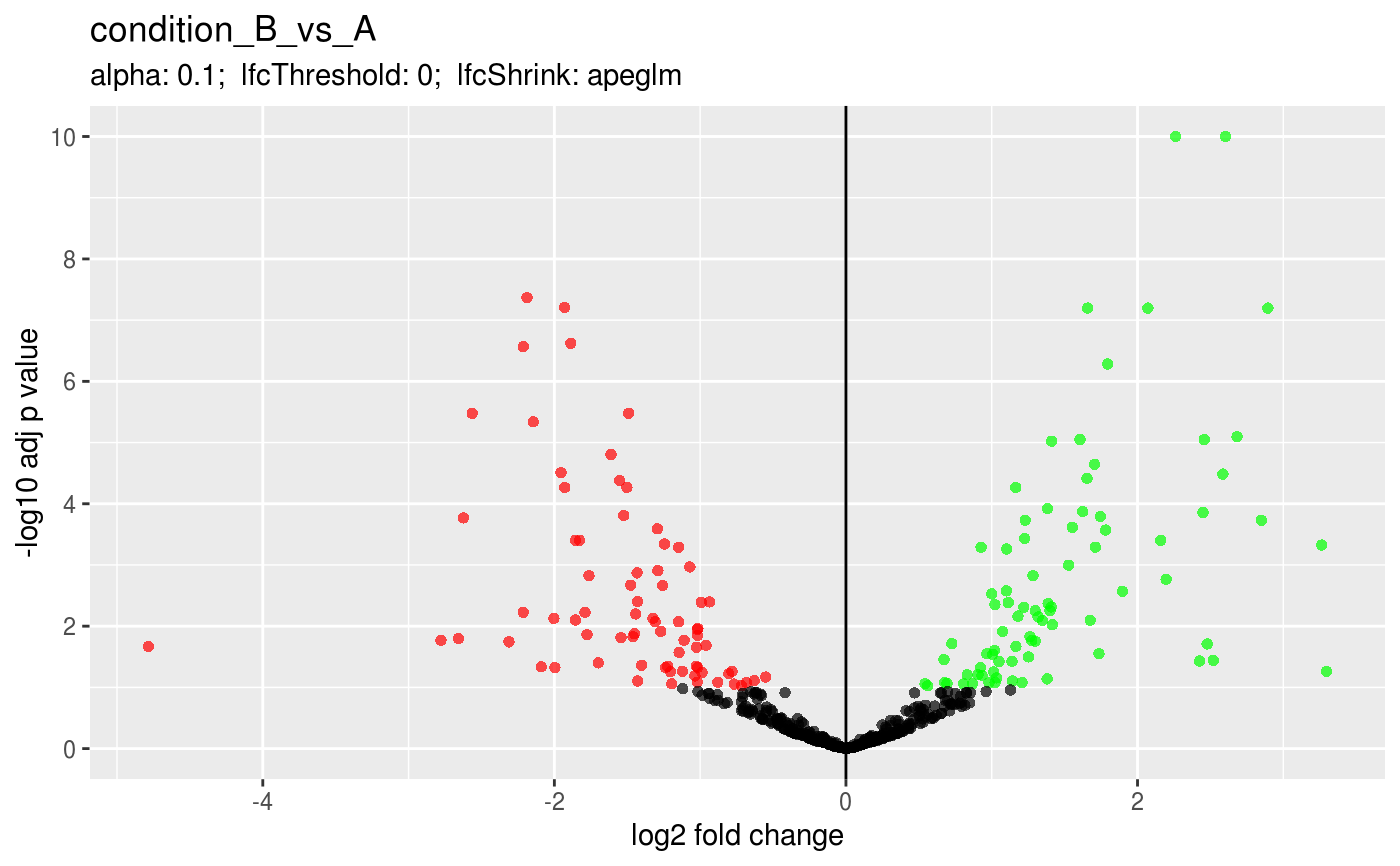 condition_B_vs_A
alpha: 0.1;  lfcThreshold: 0;  lfcShrink: apeglm
-log10 adj p value
10
8
6
4
2
0
-4
-2
0
2
log2 fold change